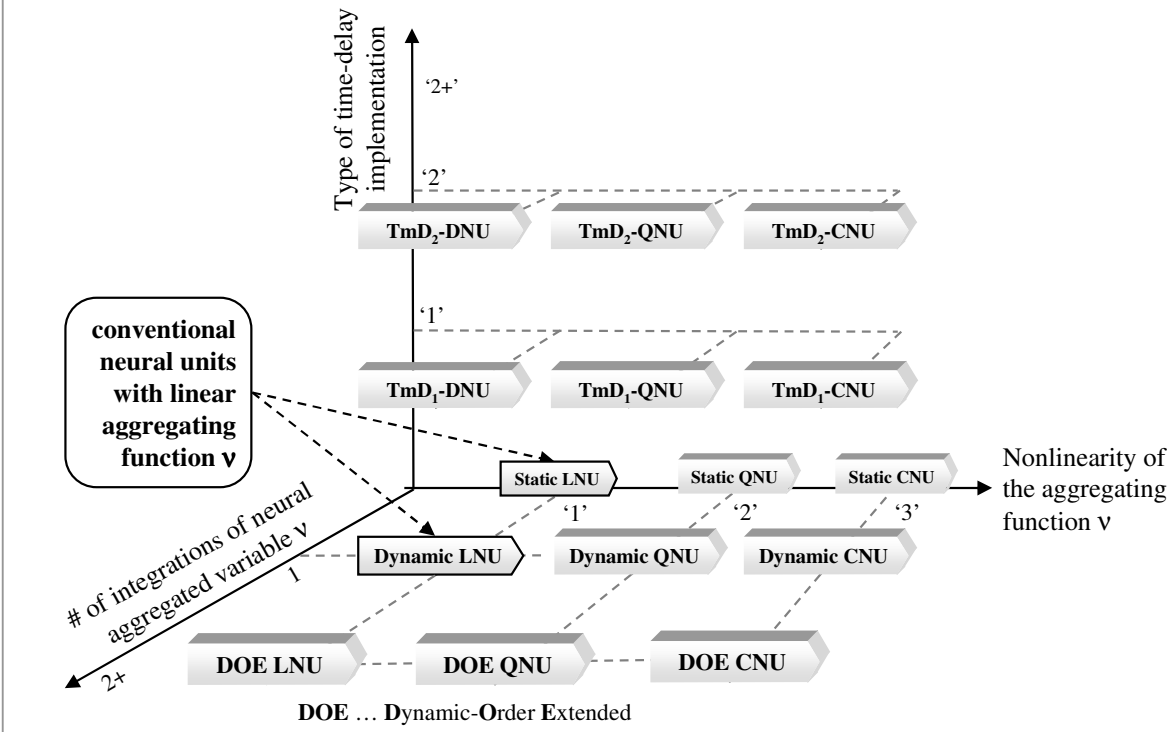 Type of time-delay
implementation
‘2+’
‘2’
TmD₂-DNU
TmD₂-QNU
TmD₂-CNU
‘1’
conventional
neural units
with linear
aggregating
function ν
TmD₁-DNU
TmD₁-QNU
TmD₁-CNU
Static LNU
Static QNU
Static CNU
Nonlinearity of
the aggregating
function ν
‘1’
‘2’
‘3’
# of integrations of neural
aggregated variable ν
1
2+
Dynamic LNU
Dynamic QNU
Dynamic CNU
DOE LNU
DOE QNU
DOE CNU
DOE … Dynamic-Order Extended